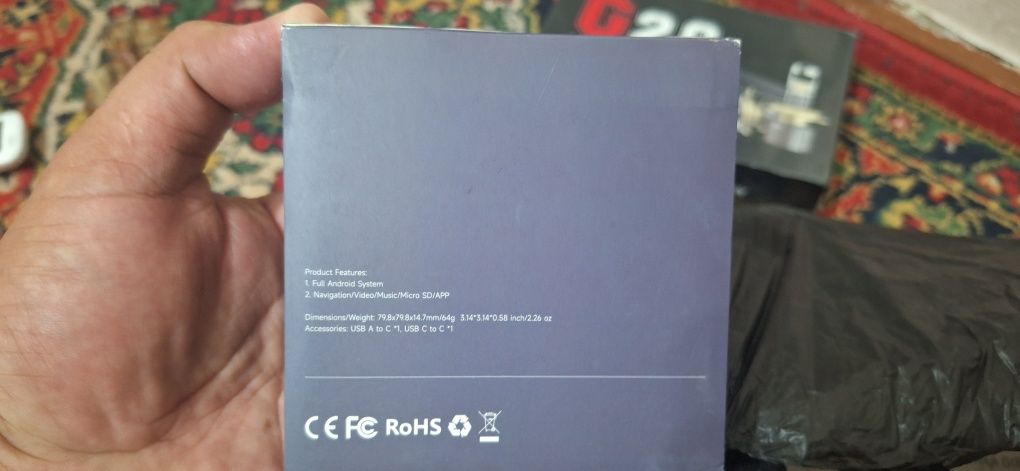 G20
Product Features:
1. Full Android System
2. Navigation/Video/Music/Micro SD/APP
Dimensions/Weight: 79.8x79.8x14.7mm/64g 3.14*3.14*0.58 inch/2.26 oz
Accessories: USB A to C *1, USB C to C *1
CE FC RoHS